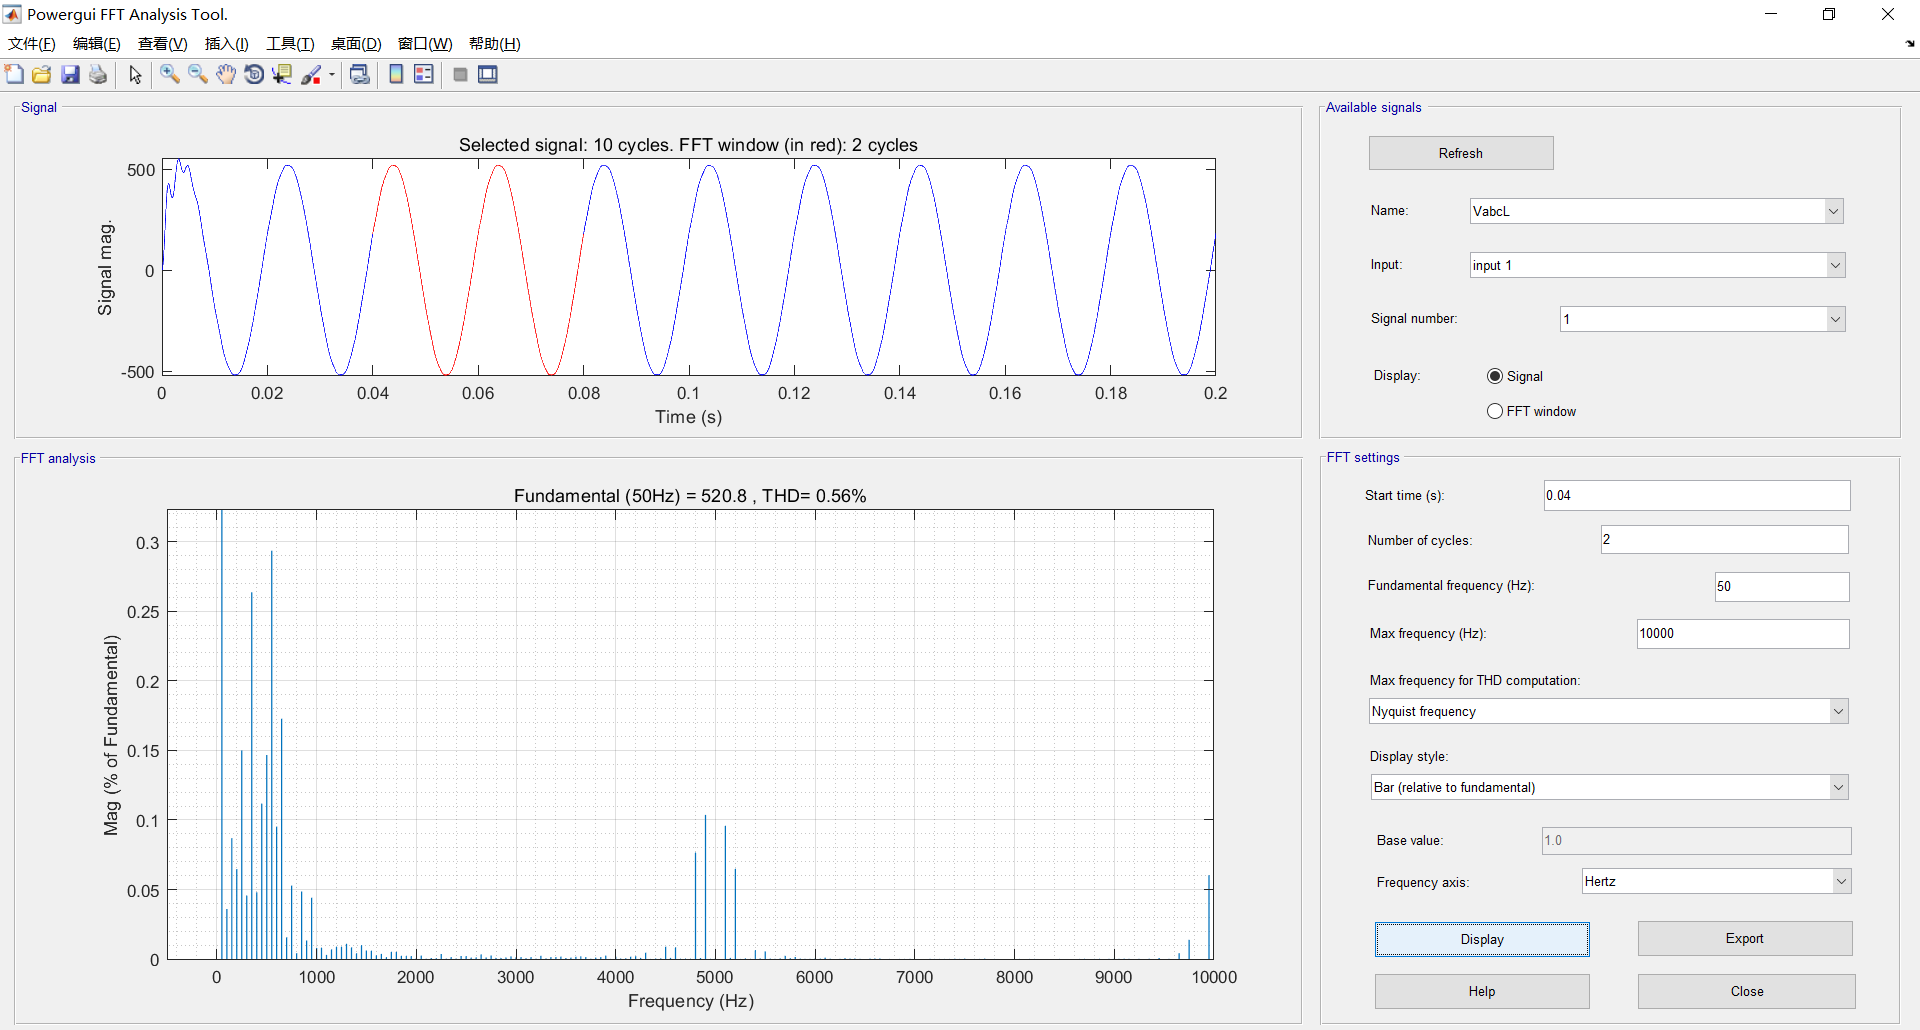 Powergui FFT Analysis Tool.
文件(F) 编辑(E) 查看(V) 插入(I) 工具(T) 桌面(D) 窗口(W) 帮助(H)
Signal
Selected signal: 10 cycles. FFT window (in red): 2 cycles
500
0
-500
Signal mag.
0 0.02 0.04 0.06 0.08 0.1 0.12 0.14 0.16 0.18 0.2
Time (s)
Available signals
Refresh
Name: VabcL
Input: input 1
Signal number: 1
Display: Signal
FFT window
FFT analysis
Fundamental (50Hz) = 520.8 , THD= 0.56%
0.3
0.25
0.2
0.15
0.1
0.05
0
Mag (% of Fundamental)
0 1000 2000 3000 4000 5000 6000 7000 8000 9000 10000
Frequency (Hz)
FFT settings
Start time (s): 0.04
Number of cycles: 2
Fundamental frequency (Hz): 50
Max frequency (Hz): 10000
Max frequency for THD computation:
Nyquist frequency
Display style:
Bar (relative to fundamental)
Base value: 1.0
Frequency axis: Hertz
Display Export
Help Close